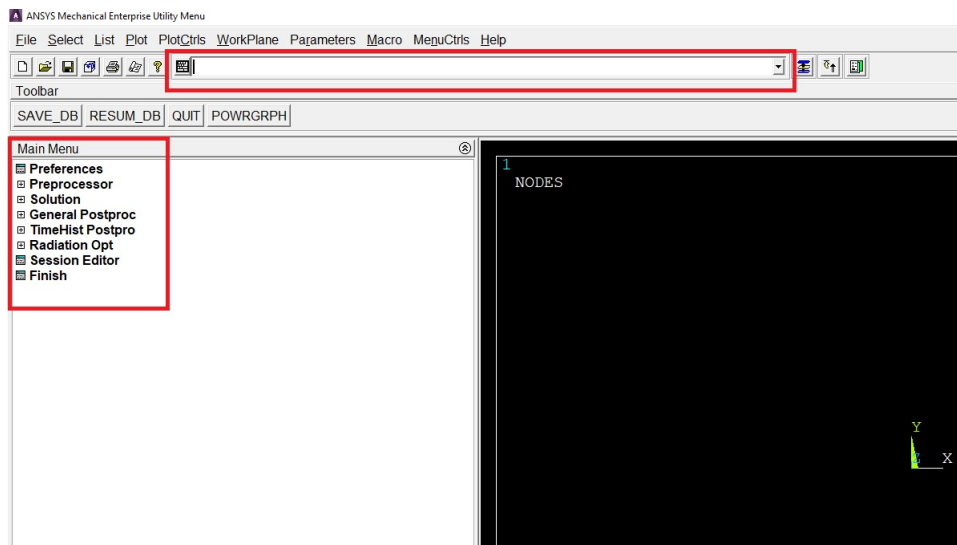 ANSYS Mechanical Enterprise Utility Menu
File Select List Plot PlotCtrls WorkPlane Parameters Macro MenuCtrls Help
Toolbar
SAVE_DB RESUM_DB QUIT POWRGRPH
Main Menu
Preferences
Preprocessor
Solution
General Postproc
TimeHist Postpro
Radiation Opt
Session Editor
Finish
1
NODES
Y
Z X